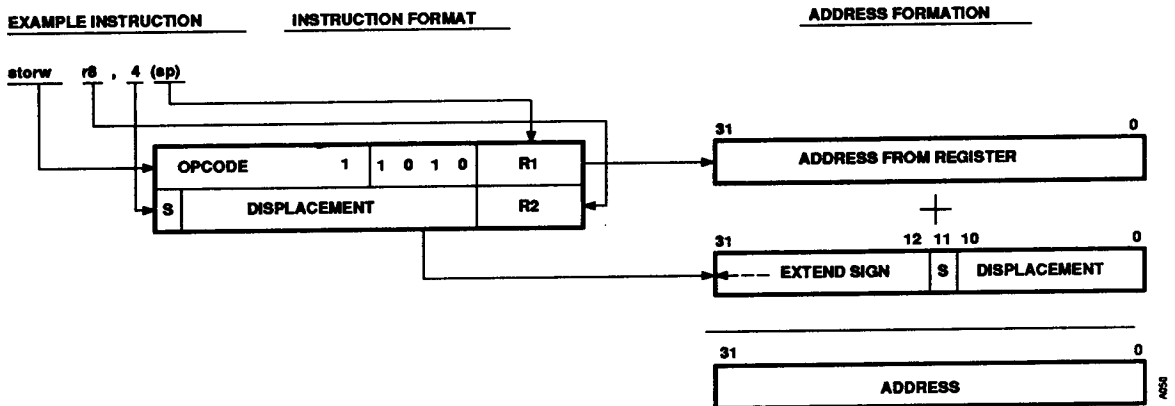 EXAMPLE INSTRUCTION INSTRUCTION FORMAT ADDRESS FORMATION
storw r8 , 4 (sp)
31 0
OPCODE 1 1 0 1 0 R1
ADDRESS FROM REGISTER
S DISPLACEMENT R2
+
31 12 11 10 0
EXTEND SIGN S DISPLACEMENT
31 0
ADDRESS
A050